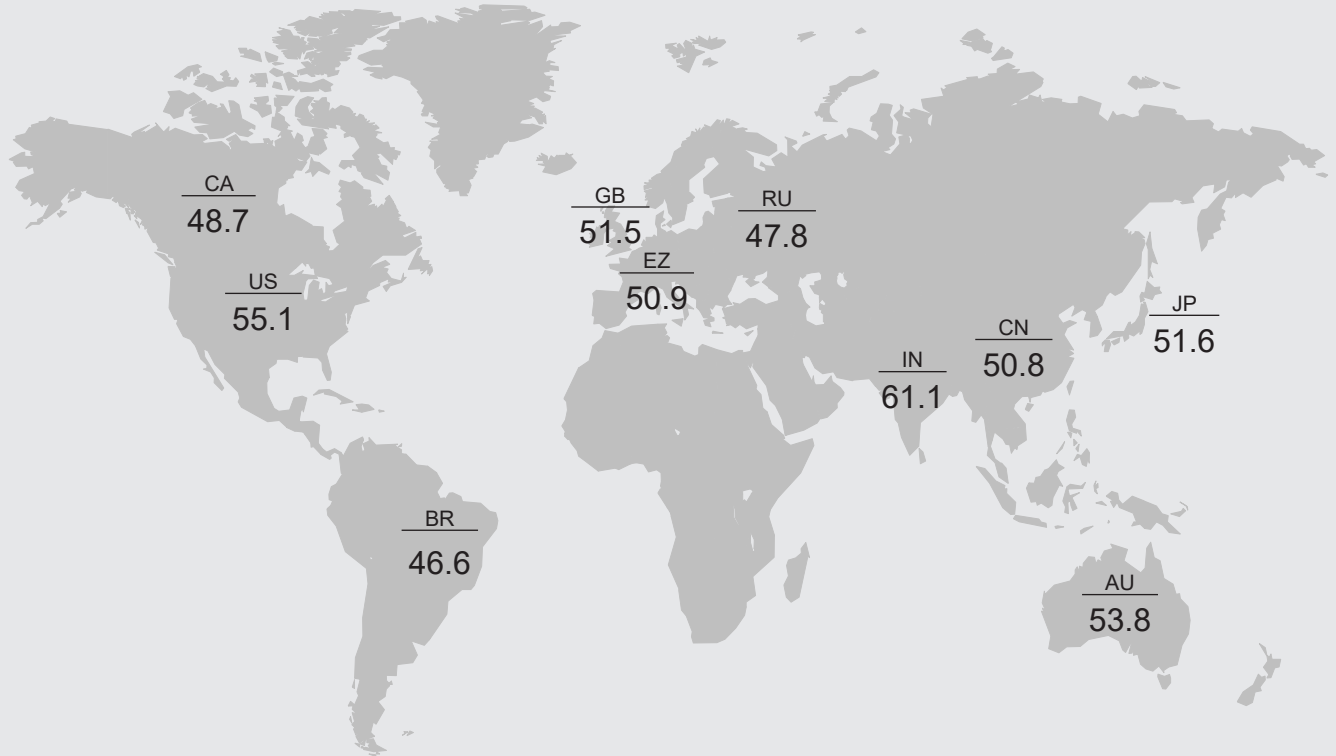 CA
48.7
GB
51.5
RU
47.8
EZ
50.9
US
55.1
JP
51.6
CN
50.8
IN
61.1
BR
46.6
AU
53.8